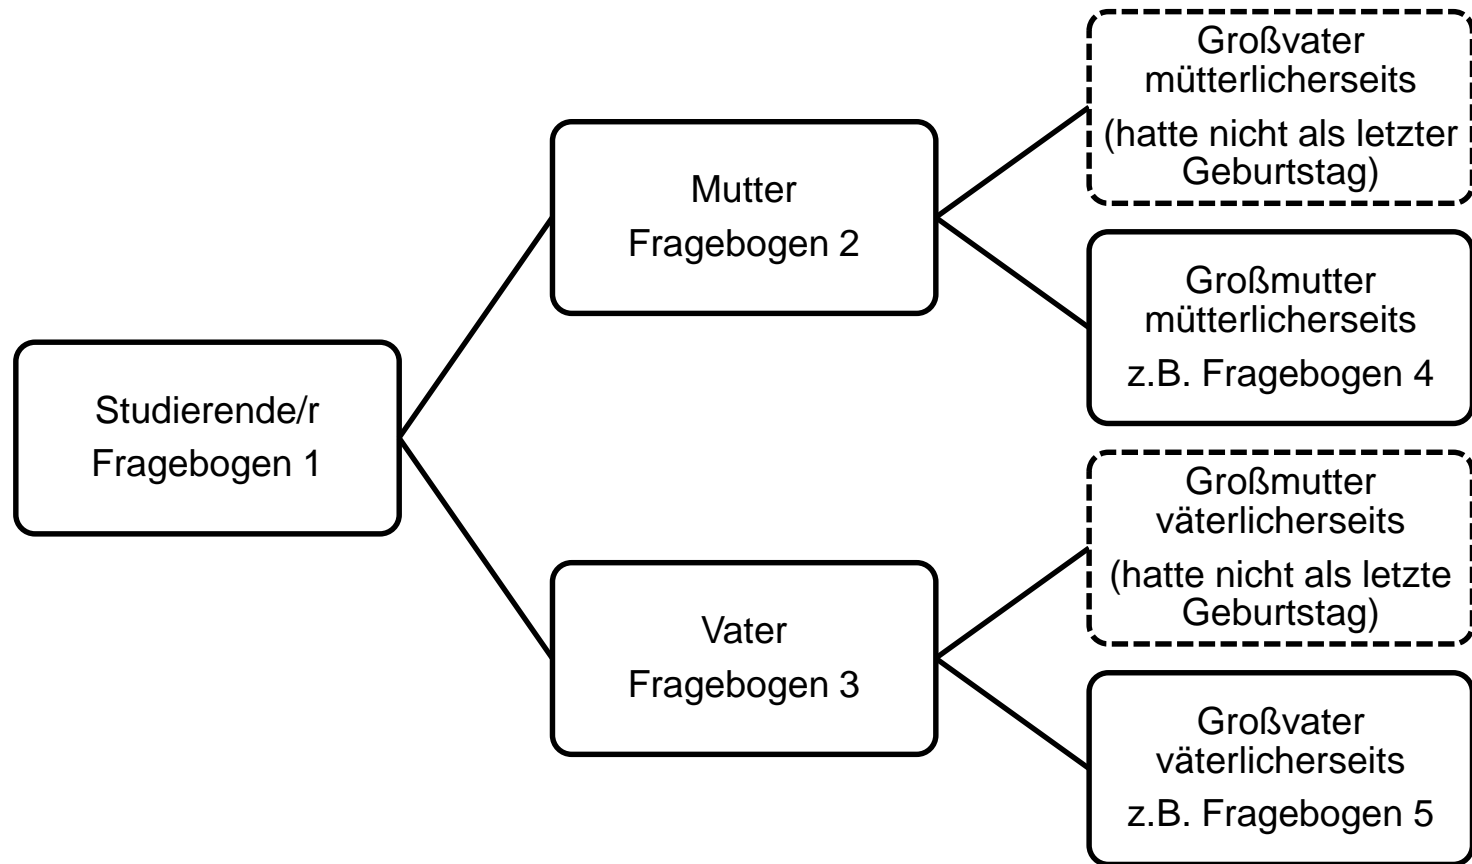 Studierende/r
Fragebogen 1
Mutter
Fragebogen 2
Vater
Fragebogen 3
Großvater
mütterlicherseits
(hatte nicht als letzter
Geburtstag)
Großmutter
mütterlicherseits
z.B. Fragebogen 4
Großmutter
väterlicherseits
(hatte nicht als letzte
Geburtstag)
Großvater
väterlicherseits
z.B. Fragebogen 5